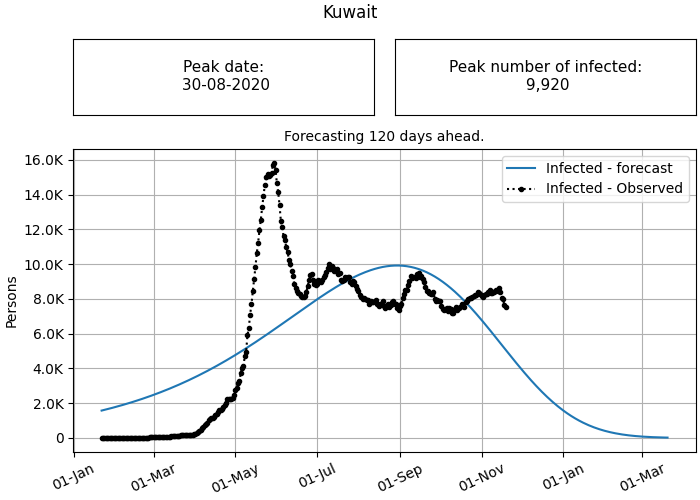 Kuwait
Peak date:
30-08-2020
Peak number of infected:
9,920
Forecasting 120 days ahead.
Infected - forecast
Infected - Observed
Persons
16.0K
14.0K
12.0K
10.0K
8.0K
6.0K
4.0K
2.0K
0
01-Jan
01-Mar
01-May
01-Jul
01-Sep
01-Nov
01-Jan
01-Mar